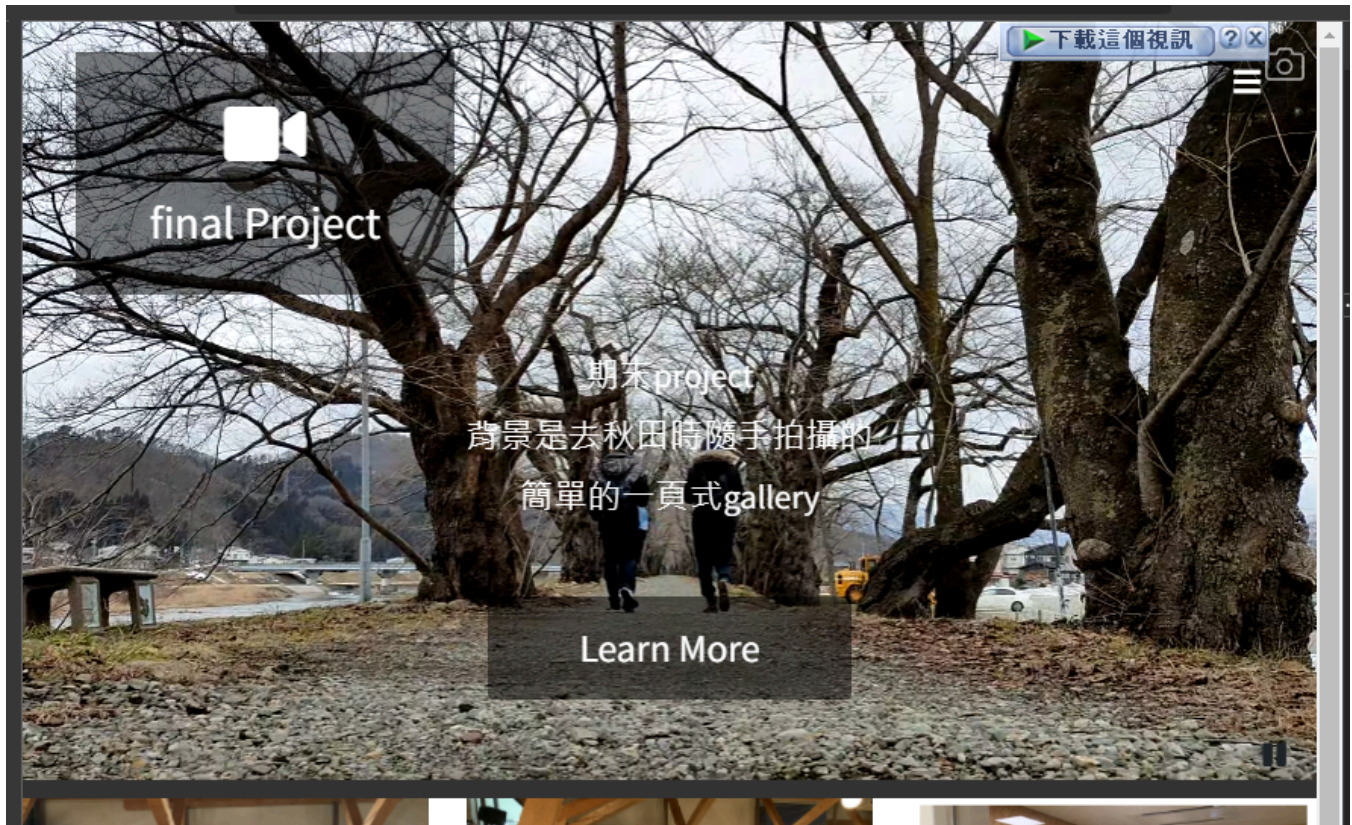 下載這個視訊
final Project
期末project
背景是去秋田時隨手拍攝的
簡單的一頁式gallery
Learn More